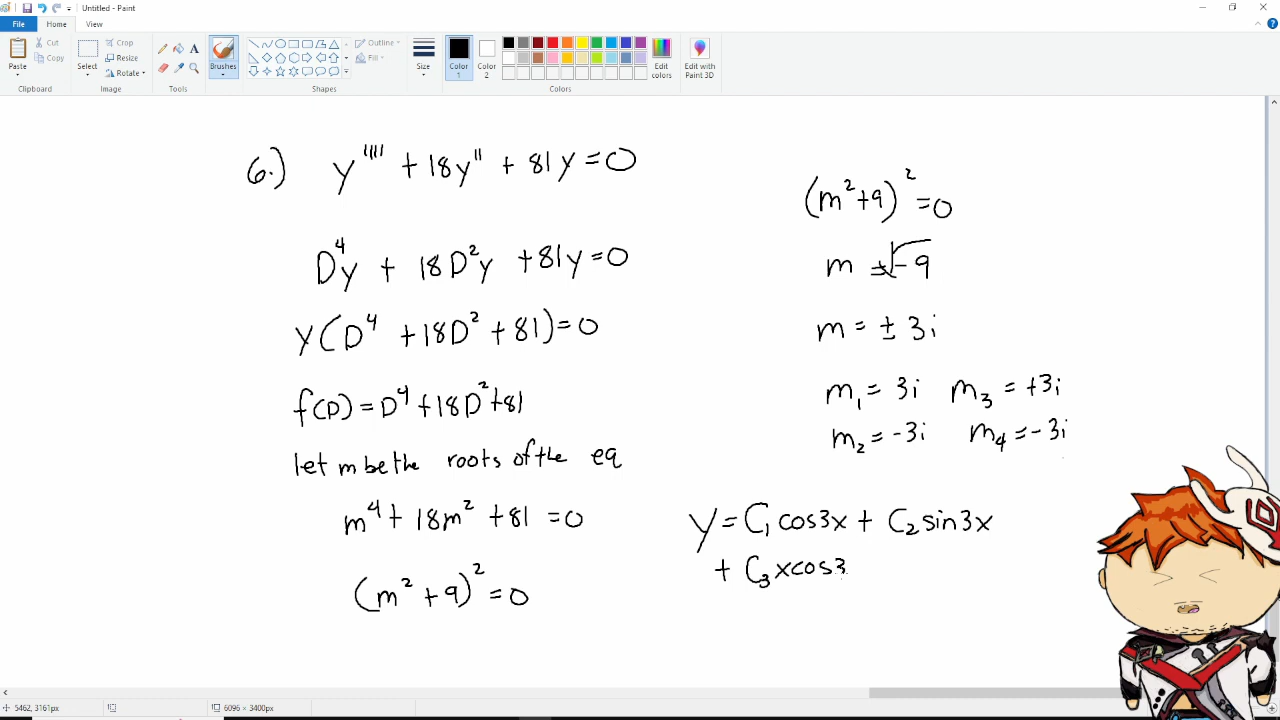 Untitled - Paint
File Home View
Paste Cut Copy Select Crop Resize Rotate Brushes Outline Fill Size Color 1 Color 2 Edit colors Edit with Paint 3D
Clipboard Image Tools Shapes Colors
6.) y'''' + 18y'' + 81y = 0
D⁴y + 18D²y + 81y = 0
y(D⁴ + 18D² + 81) = 0
f(D) = D⁴ + 18D² + 81
let m be the roots of the eq
m⁴ + 18m² + 81 = 0
(m² + 9)² = 0
(m² + 9)² = 0
m ±√-9
m = ± 3i
m₁ = 3i m₃ = +3i
m₂ = -3i m₄ = -3i
y = C₁cos3x + C₂sin3x
+ C₃xcos3
5462, 3161px 6096 × 3400px